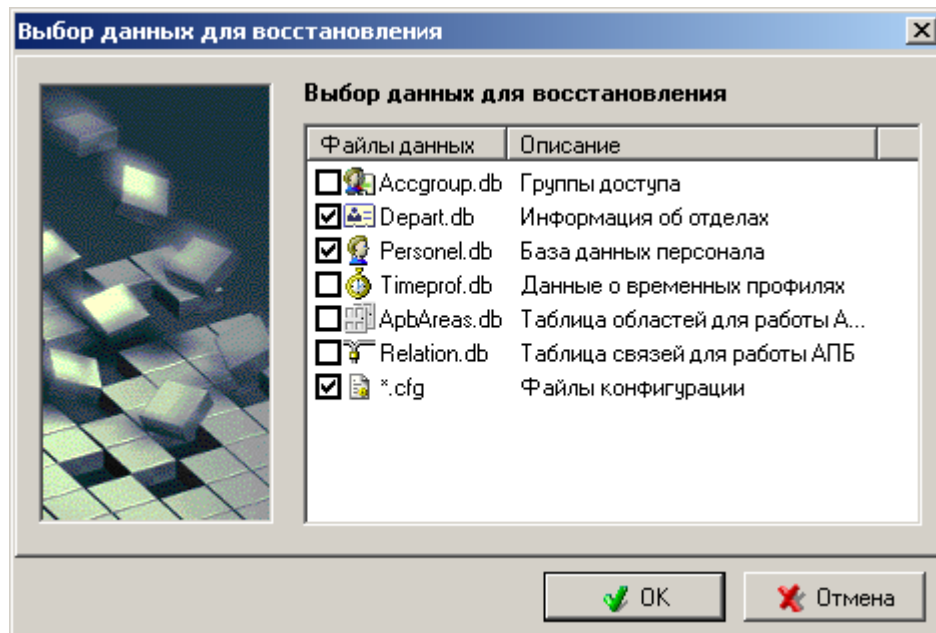 Выбор данных для восстановления
Выбор данных для восстановления
Файлы данных Описание
Accgroup.db Группы доступа
Depart.db Информация об отделах
Personel.db База данных персонала
Timeprof.db Данные о временных профилях
ApbAreas.db Таблица областей для работы А...
Relation.db Таблица связей для работы АПБ
*.cfg Файлы конфигурации
OK Отмена